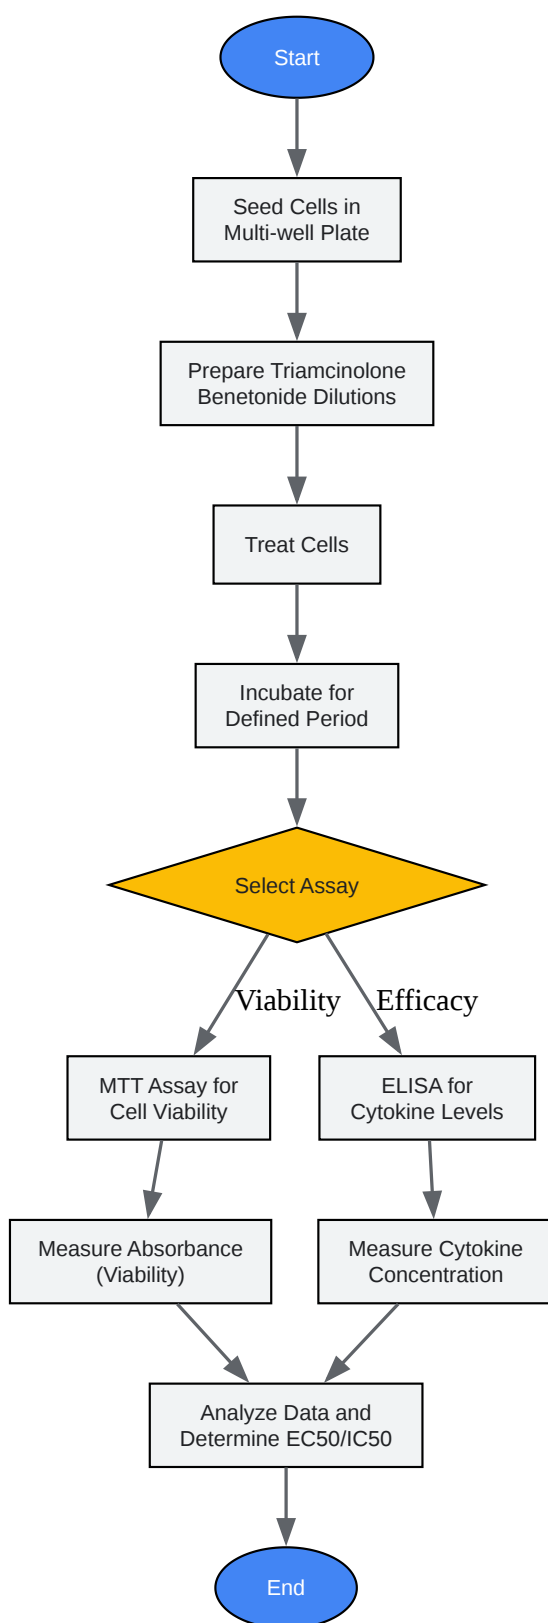 Start
Seed Cells in
Multi-well Plate
Prepare Triamcinolone
Benetonide Dilutions
Treat Cells
Incubate for
Defined Period
Select Assay
Viability
Efficacy
MTT Assay for
Cell Viability
ELISA for
Cytokine Levels
Measure Absorbance
(Viability)
Measure Cytokine
Concentration
Analyze Data and
Determine EC50/IC50
End